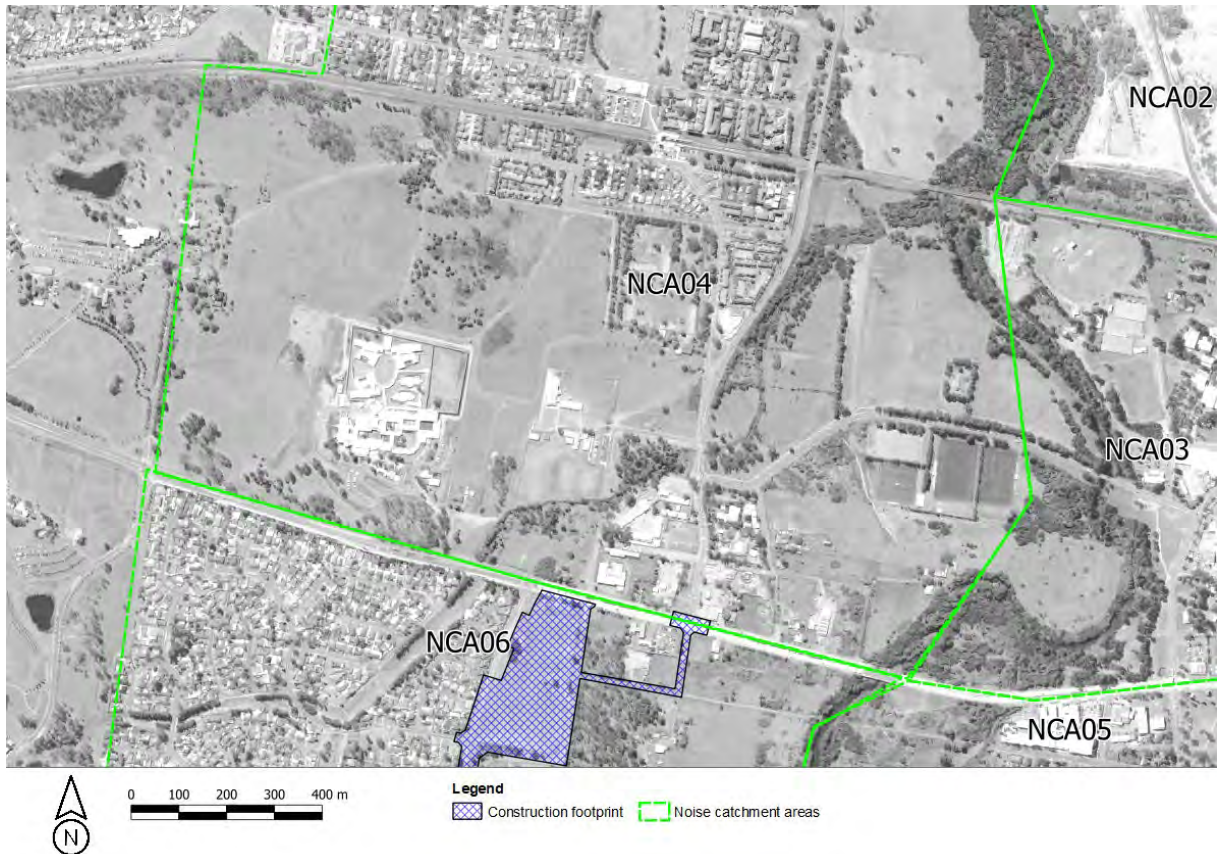 NCA02
NCA04
NCA03
NCA06
NCA05
Legend
0 100 200 300 400 m
Construction footprint Noise catchment areas
N